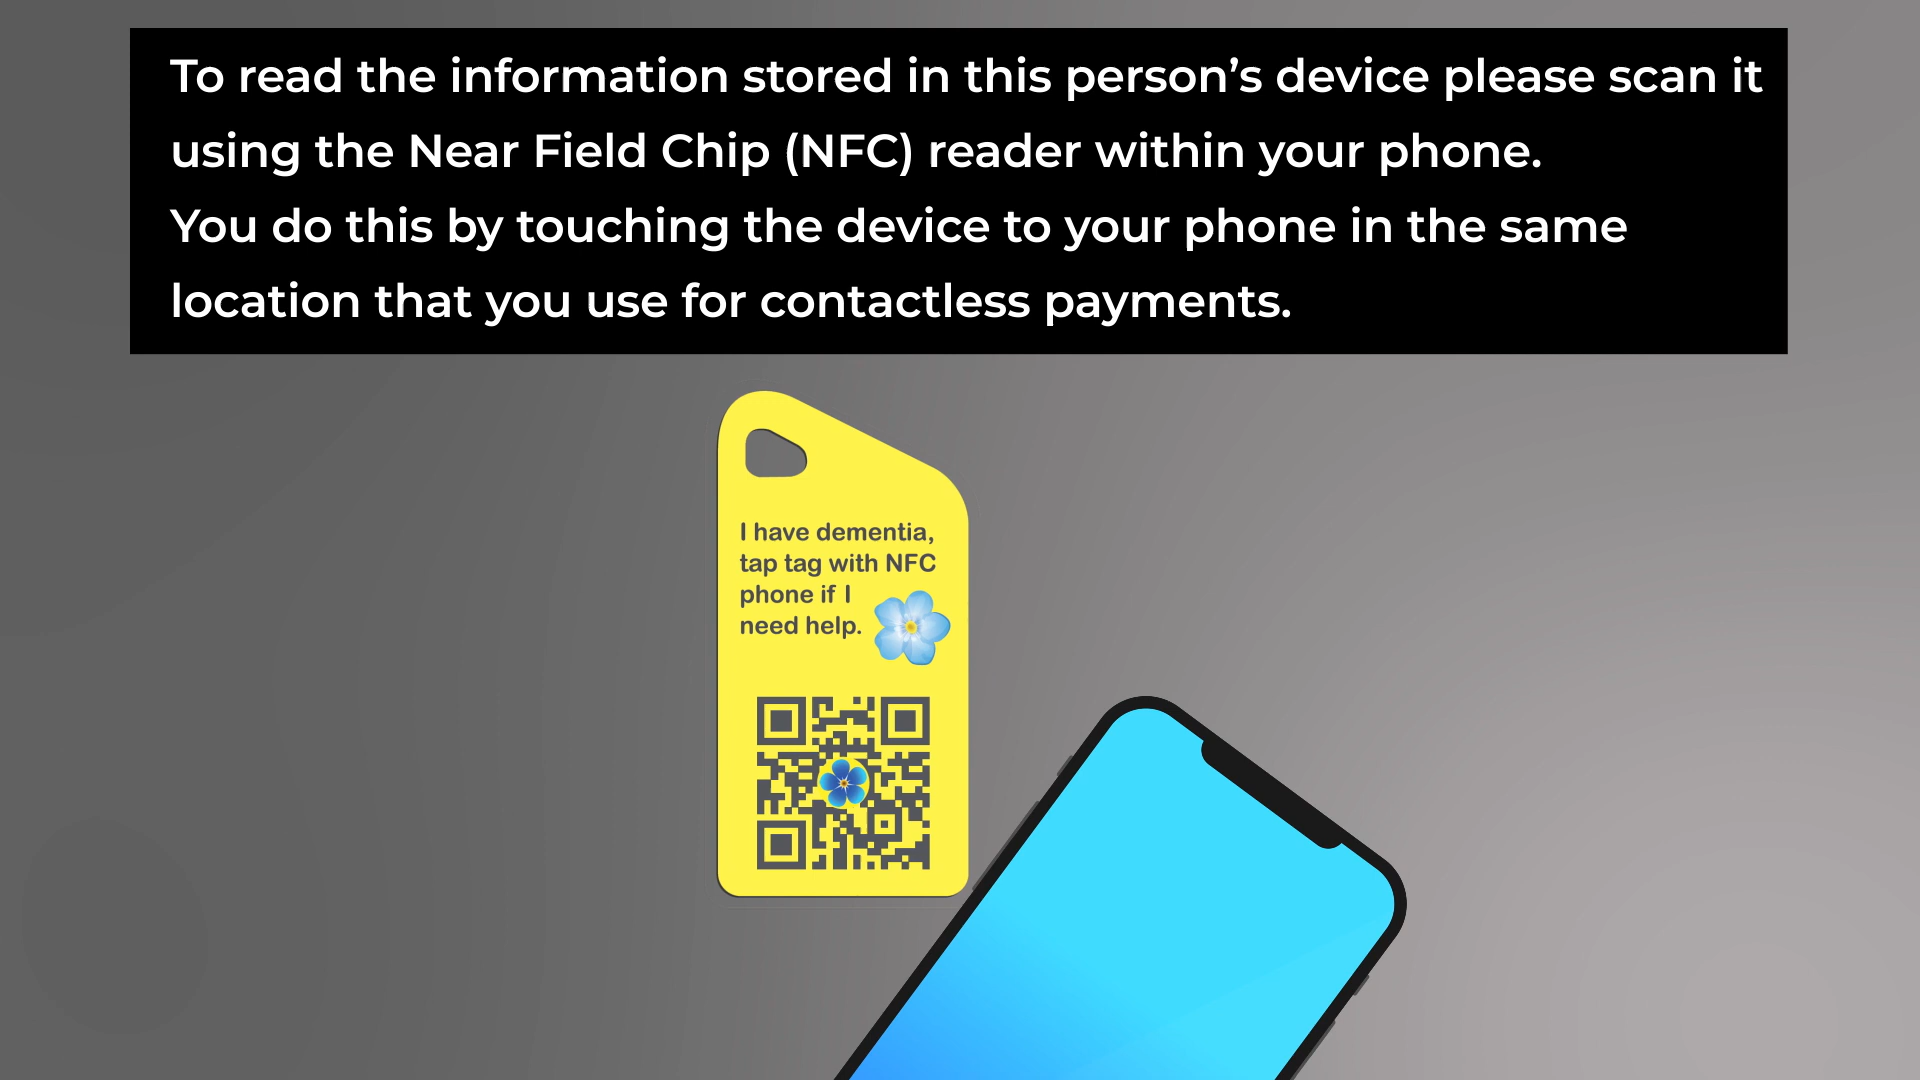 To read the information stored in this person’s device please scan it
using the Near Field Chip (NFC) reader within your phone.
You do this by touching the device to your phone in the same
location that you use for contactless payments.
I have dementia,
tap tag with NFC
phone if I
need help.